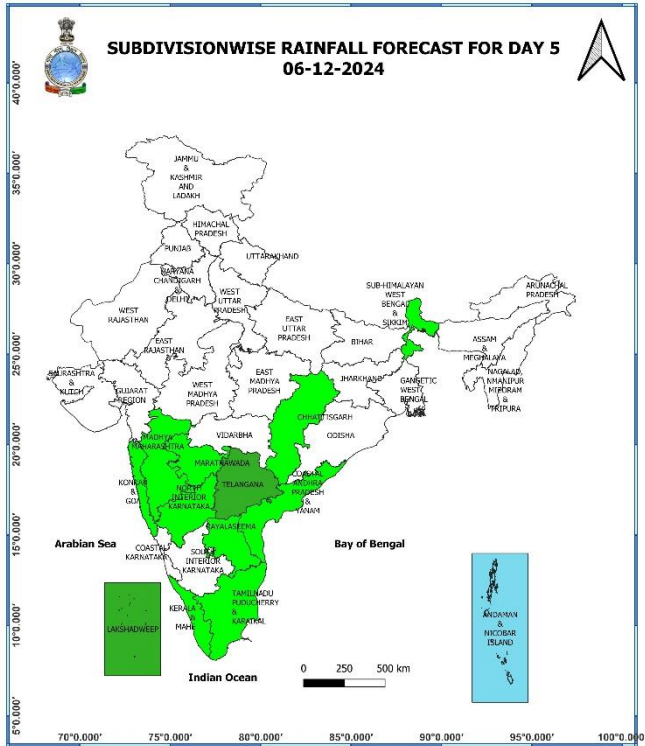 SUBDIVISIONWISE RAINFALL FORECAST FOR DAY 5
06-12-2024
40°0.000'
35°0.000'
30°0.000'
25°0.000'
20°0.000'
15°0.000'
10°0.000'
5°0.000'
JAMMU
&
KASHMIR
AND
LADAKH
HIMACHAL
PRADESH
PUNJAB
UTTARAKHAND
HARYANA
CHANDIGARH
&
DELHI
WEST
UTTAR
PRADESH
WEST
RAJASTHAN
EAST
RAJASTHAN
EAST
UTTAR
PRADESH
SUB-HIMALAYAN
WEST
BENGAL
&
SIKKIM
ARUNACHAL
PRADESH
BIHAR
ASSAM
&
MEGHALAYA
NAGALAD
MANIPUR
MIZORAM
&
TRIPURA
SAURASHTRA
&
KUTCH
GUJARAT
REGION
WEST
MADHYA
PRADESH
EAST
MADHYA
PRADESH
JHARKHAND
GANGETIC
WEST
BENGAL
CHHATTISGARH
ODISHA
VIDARBHA
MADHYA
MAHARASHTRA
MARATHAWADA
KONKAN
&
GOA
NORTH
INTERIOR
KARNATAKA
TELANGANA
COASTAL
ANDHRA
PRADESH
&
YANAM
RAYALASEEMA
COASTAL
KARNATAKA
SOUTH
INTERIOR
KARNATAKA
Arabian Sea
Bay of Bengal
TAMILNADU
PUDUCHERRY
&
KARAIKAL
KERALA
&
MAHE
LAKSHADWEEP
ANDAMAN
&
NICOBAR
ISLAND
Indian Ocean
0 250 500 km
70°0.000' 75°0.000' 80°0.000' 85°0.000' 90°0.000' 95°0.000' 100°0.000'